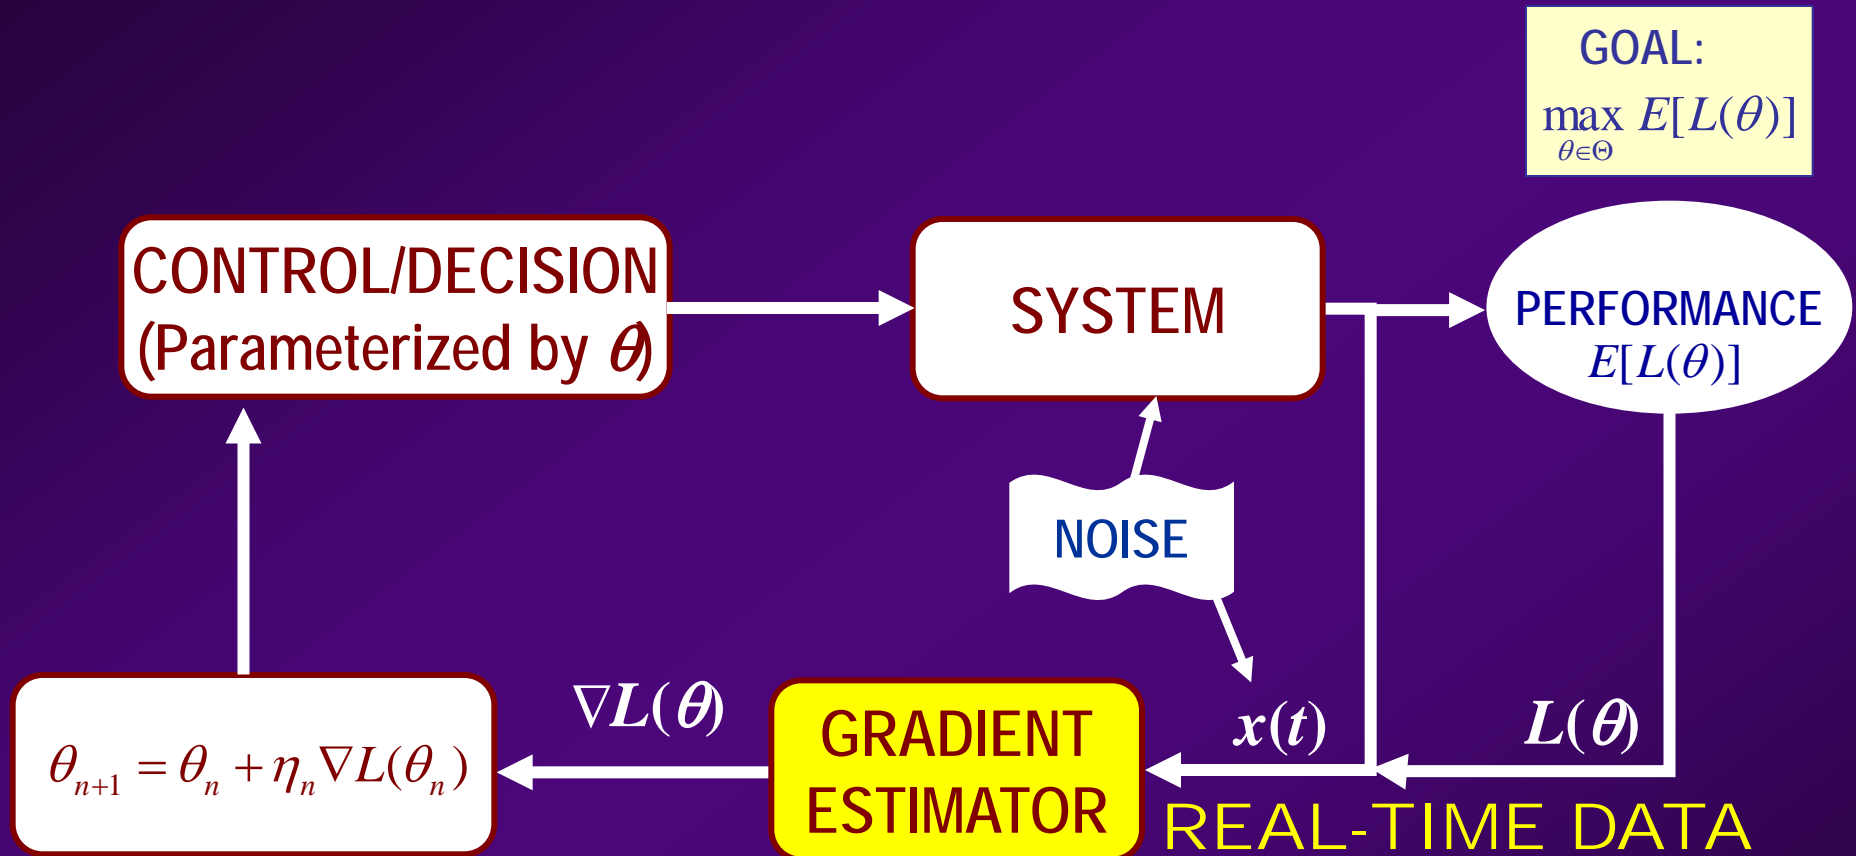 GOAL:
max E[L(θ)]
θ∈Θ
CONTROL/DECISION
(Parameterized by θ)
SYSTEM
PERFORMANCE
E[L(θ)]
NOISE
∇L(θ)
GRADIENT
ESTIMATOR
x(t)
L(θ)
θₙ₊₁ = θₙ + ηₙ∇L(θₙ)
REAL-TIME DATA